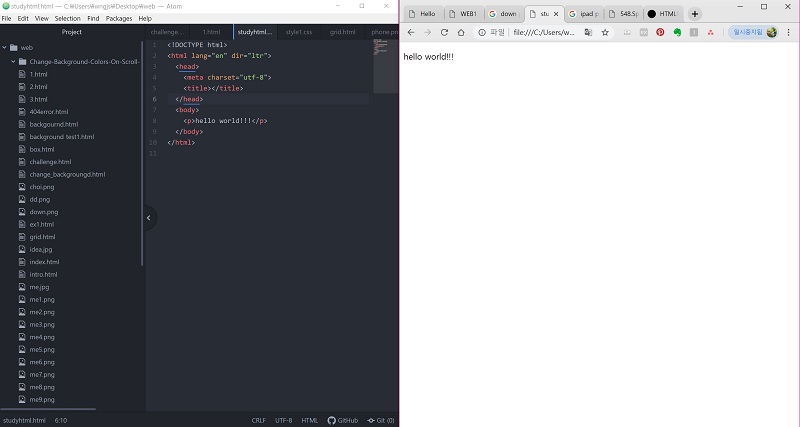 studyhtml.html — C:₩Users₩wngjs₩Desktop₩web — Atom
File Edit View Selection Find Packages Help
Project
web
Change-Background-Colors-On-Scroll-
1.html
2.html
3.html
404error.html
backgournd.html
background test1.html
box.html
challenge.html
change_backgroungd.html
choi.png
dd.png
down.png
ex1.html
grid.html
idea.jpg
index.html
intro.html
me.jpg
me1.png
me2.png
me3.png
me4.png
me5.png
me6.png
me7.png
me8.png
me9.png
challenge.... 1.html studyhtml.... style1.css grid.html phone.pn
1 <!DOCTYPE html>
2 <html lang="en" dir="ltr">
3 <head>
4 <meta charset="utf-8">
5 <title></title>
6 </head>
7 <body>
8 <p>hello world!!!</p>
9 </body>
10 </html>
11
studyhtml.html 6:10 CRLF UTF-8 HTML GitHub Git (0)
Hello WEB1 down stu ipad p 548.Sp HTML
파일 file:///C:/Users/w...
일시중지됨
hello world!!!